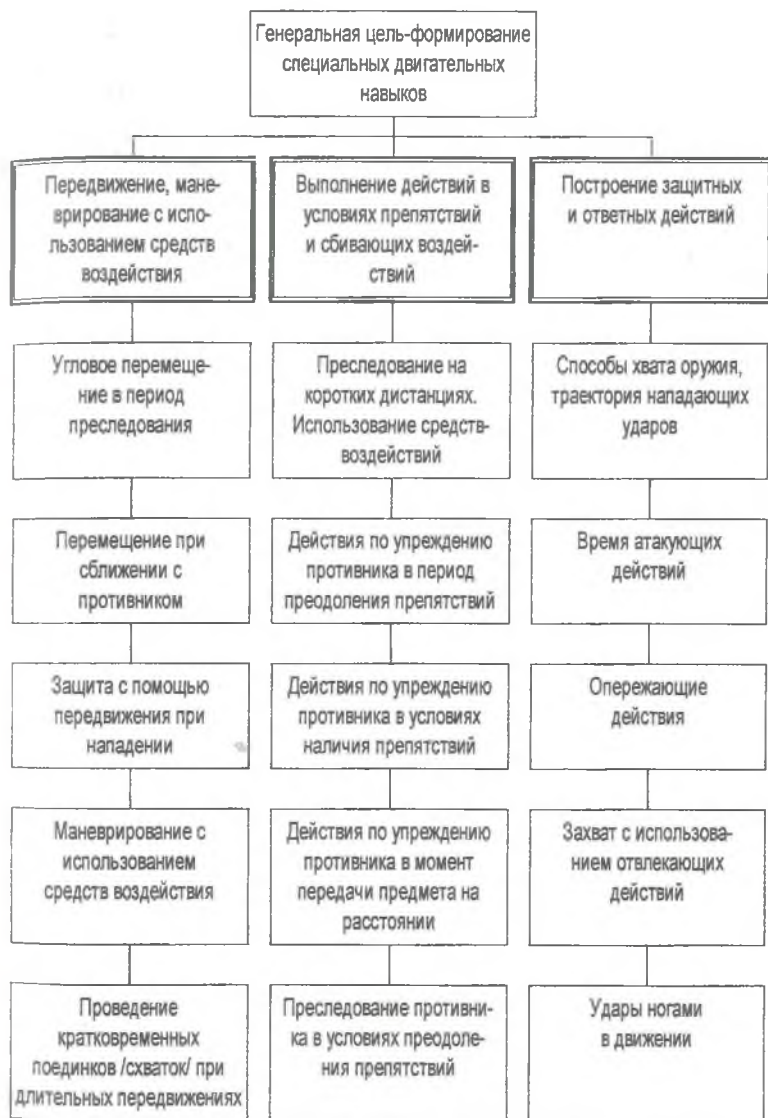 Генеральная цель-формирование
специальных двигательных
навыков
Передвижение, мане-
врирование с испо-
льзованием средств
воздействия
Выполнение действий в
условиях препятствий
и сбивающих воздей-
ствий
Построение защитных
и ответных действий
Угловое перемеще-
ние в период
преследования
Преследование на
коротких дистанциях.
Использование средств-
воздействий
Способы хвата оружия,
траектория нападающих
ударов
Перемещение при
сближении с
противником
Действия по упреждению
противника в период
преодоления препятствий
Время атакующих
действий
Защита с помощью
передвижения при
нападении
Действия по упреждению
противника в условиях
наличия препятствий
Опережающие
действия
Маневрирование с
использованием
средств воздействия
Действия по упреждению
противника в момент
передачи предмета на
расстоянии
Захват с использова-
нием отвлекающих
действий
Проведение
кратковременных
поединков /схваток/ при
длительных передвижениях
Преследование противни-
ка в условиях преодоле-
ния препятствий
Удары ногами
в движении